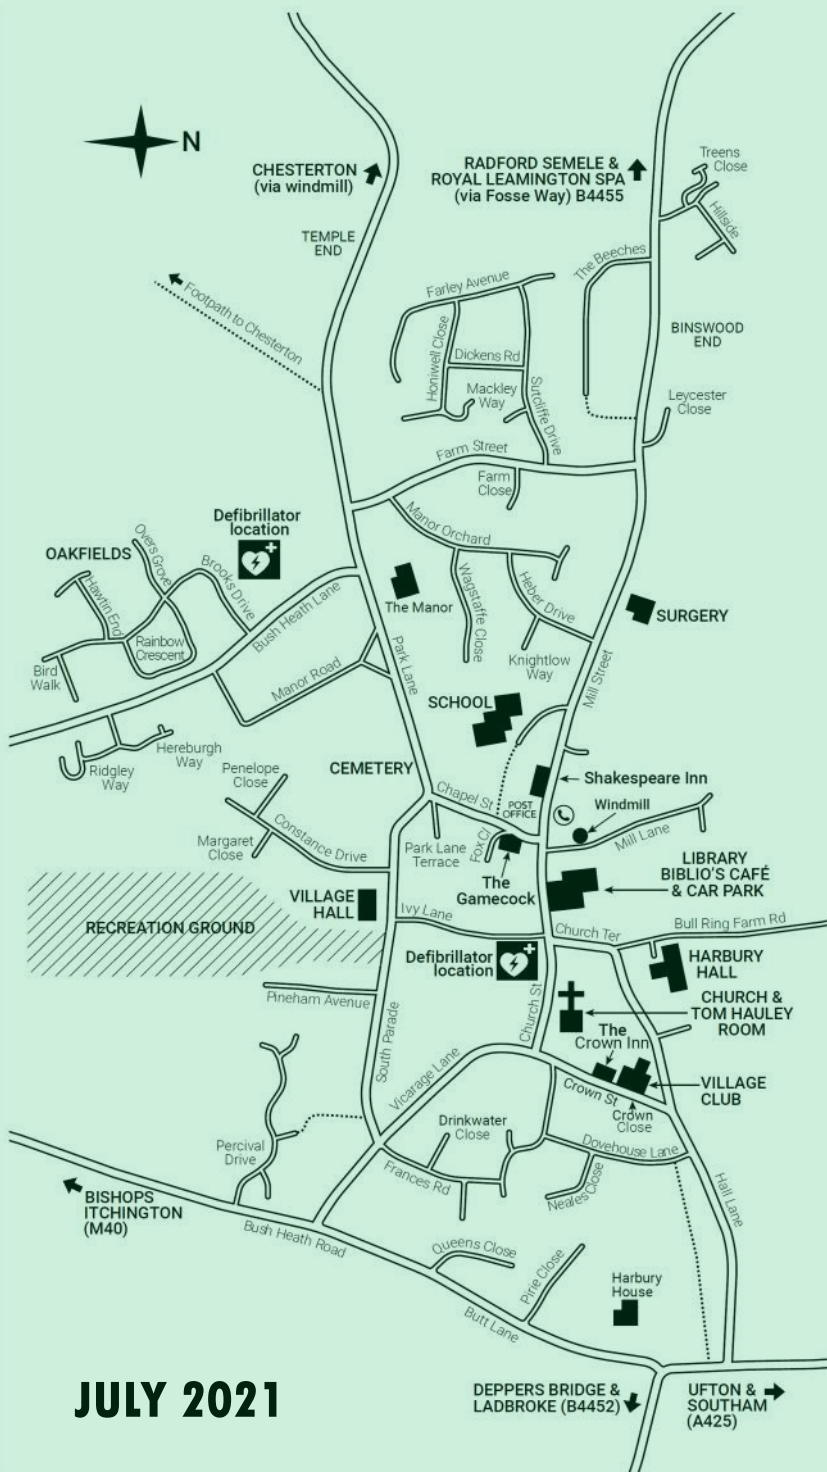 N
CHESTERTON
(via windmill)
RADFORD SEMELE &
ROYAL LEAMINGTON SPA
(via Fosse Way) B4455
Treens
Close
Hillside
TEMPLE
END
The Beeches
Footpath to Chesterton
Farley Avenue
BINSWOOD
END
Honiwell Close
Dickens Rd
Mackley
Way
Sutcliffe Drive
Leycester
Close
Farm Street
Farm
Close
Defibrillator
location
Manor Orchard
OAKFIELDS
Overs Grove
Brooks Drive
Hawtin End
Bush Heath Lane
The Manor
Wagstaffe Close
Heber Drive
SURGERY
Rainbow
Crescent
Bird
Walk
Manor Road
Park Lane
Knightlow
Way
Mill Street
SCHOOL
Hereburgh
Way
Ridgley
Way
Penelope
Close
CEMETERY
Shakespeare Inn
Chapel St
POST
OFFICE
Windmill
Margaret
Close
Constance Drive
Park Lane
Terrace
Fox Cl
Mill Lane
The
Gamecock
LIBRARY
BIBLIO'S CAFÉ
& CAR PARK
VILLAGE
HALL
Ivy Lane
RECREATION GROUND
Church Ter
Bull Ring Farm Rd
Defibrillator
location
HARBURY
HALL
Pineham Avenue
Church St
CHURCH &
TOM HAULEY
ROOM
The
Crown Inn
South Parade
Vicarage Lane
Crown St
VILLAGE
CLUB
Crown
Close
Drinkwater
Close
Percival
Drive
Dovehouse Lane
Frances Rd
Neales Close
Hall Lane
BISHOPS
ITCHINGTON
(M40)
Bush Heath Road
Queens Close
Pirie Close
Harbury
House
Butt Lane
JULY 2021
DEPPERS BRIDGE &
LADBROKE (B4452)
UFTON &
SOUTHAM
(A425)